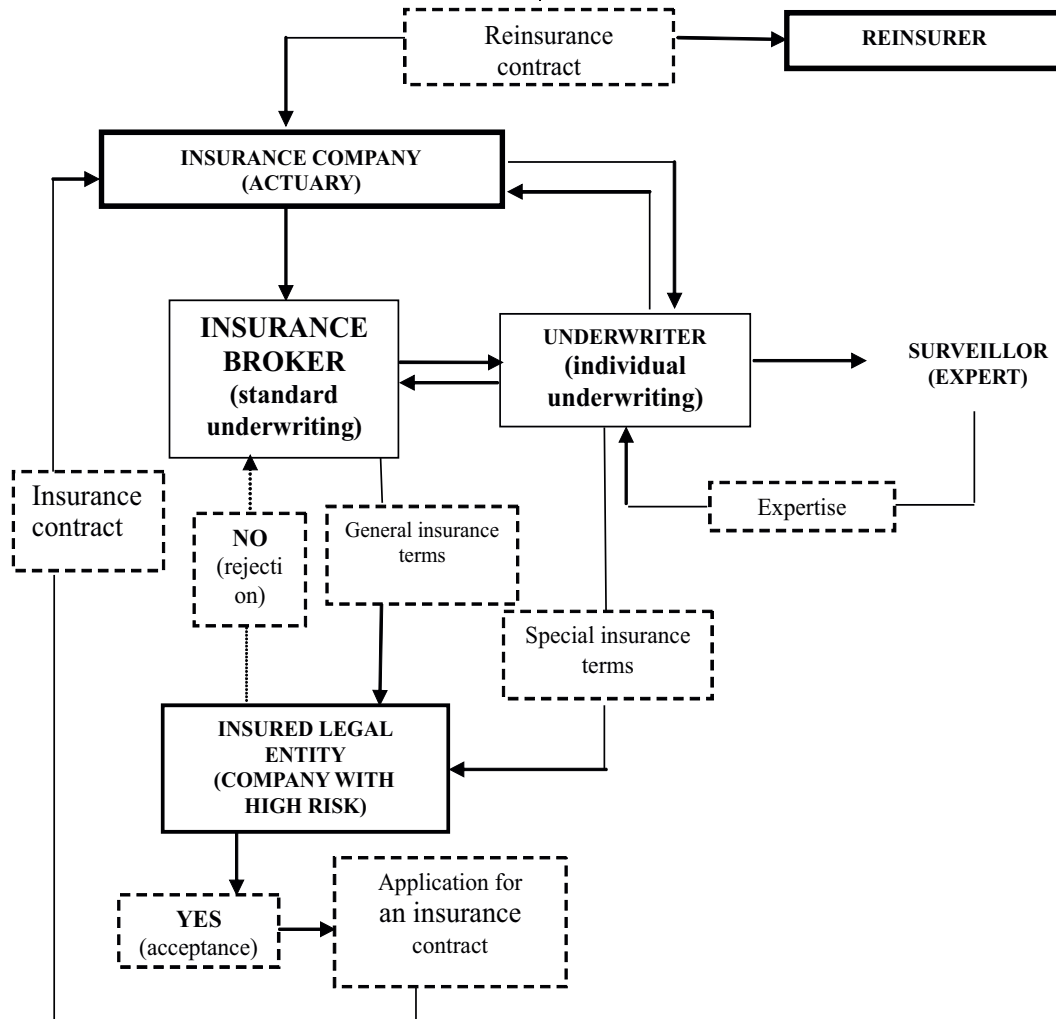 Reinsurance
contract
REINSURER
INSURANCE COMPANY
(ACTUARY)
INSURANCE
BROKER
(standard
underwriting)
UNDERWRITER
(individual
underwriting)
SURVEILLOR
(EXPERT)
Insurance
contract
NO
(rejecti
on)
General insurance
terms
Expertise
Special insurance
terms
INSURED LEGAL
ENTITY
(COMPANY WITH
HIGH RISK)
YES
(acceptance)
Application for
an insurance
contract